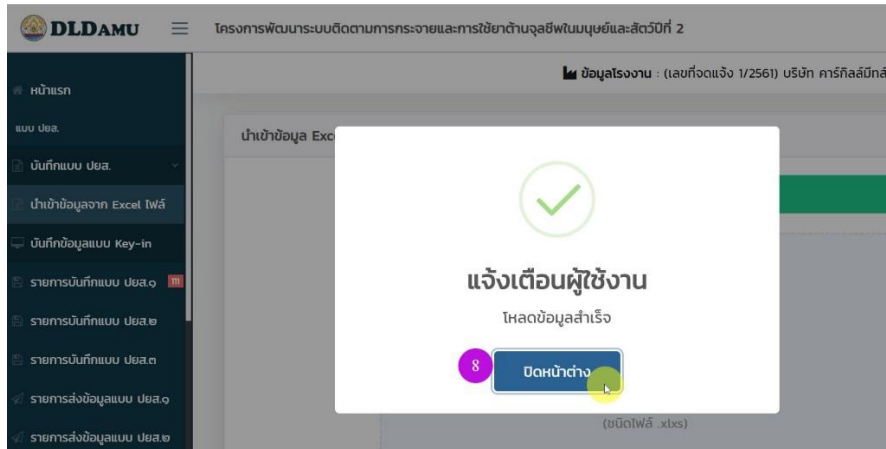 DLDAMU
โครงการพัฒนาระบบติดตามการกระจายและการใช้ยาต้านจุลชีพในมนุษย์และสัตว์ปีที่ 2
ข้อมูลโรงงาน : (เลขที่จดแจ้ง 1/2561) บริษัท คาร์กิลล์มีทส์
หน้าแรก
แบบ ปยส.
นำเข้าข้อมูล Exc
บันทึกแบบ ปยส.
นำเข้าข้อมูลจาก Excel ไฟล์
บันทึกข้อมูลแบบ Key-in
แจ้งเตือนผู้ใช้งาน
รายการบันทึกแบบ ปยส.๑
โหลดข้อมูลสำเร็จ
รายการบันทึกแบบ ปยส.๒
8
ปิดหน้าต่าง
รายการบันทึกแบบ ปยส.๓
รายการส่งข้อมูลแบบ ปยส.๑
(ชนิดไฟล์ .xlxs)
รายการส่งข้อมูลแบบ ปยส.๒